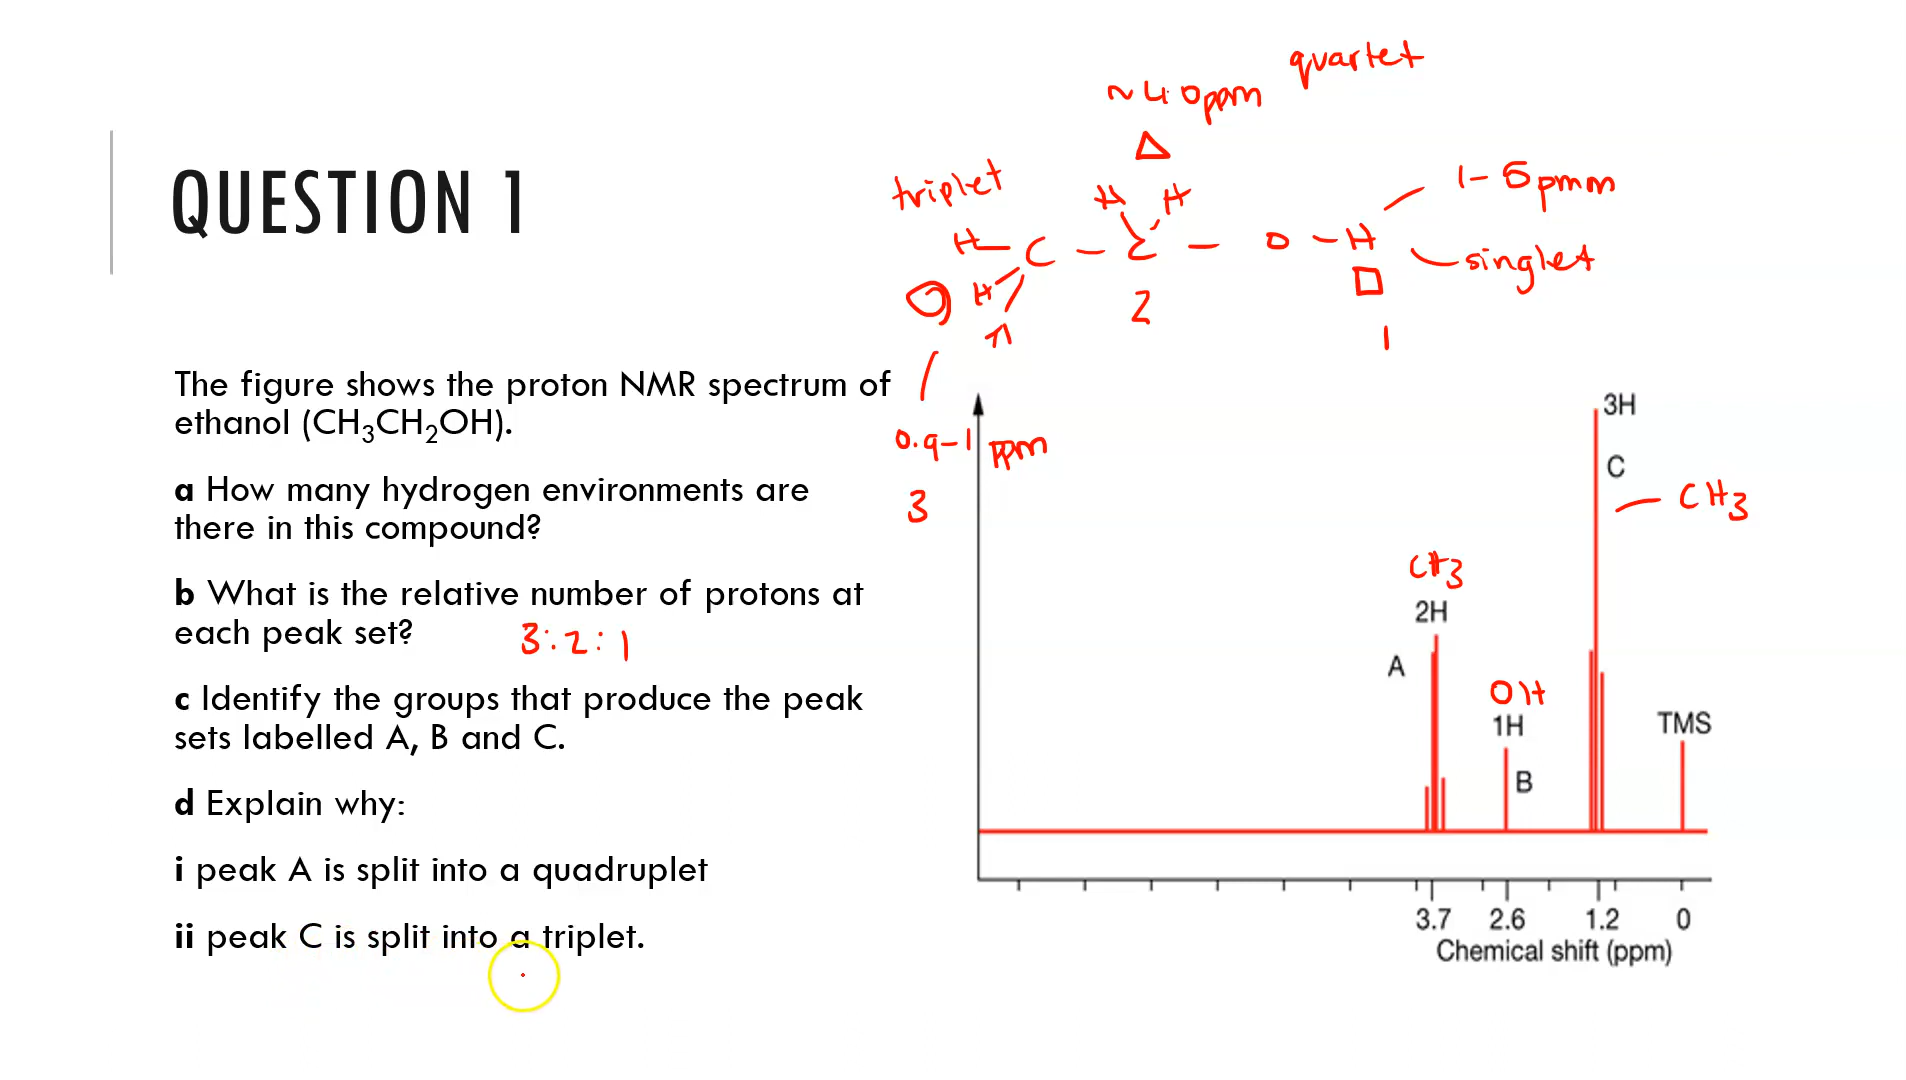 QUESTION 1
The figure shows the proton NMR spectrum of
ethanol (CH₃CH₂OH).
a How many hydrogen environments are
there in this compound?
b What is the relative number of protons at
each peak set?
3:2:1
c Identify the groups that produce the peak
sets labelled A, B and C.
d Explain why:
i peak A is split into a quadruplet
ii peak C is split into a triplet.
quartet
~4.0ppm
triplet
H H
1-5 pmm
H-C-C-O-H
singlet
H
H
2
1
0.9-1 ppm
3
3H
C
CH3
CH3
2H
A
OH
1H
B
TMS
3.7 2.6 1.2 0
Chemical shift (ppm)